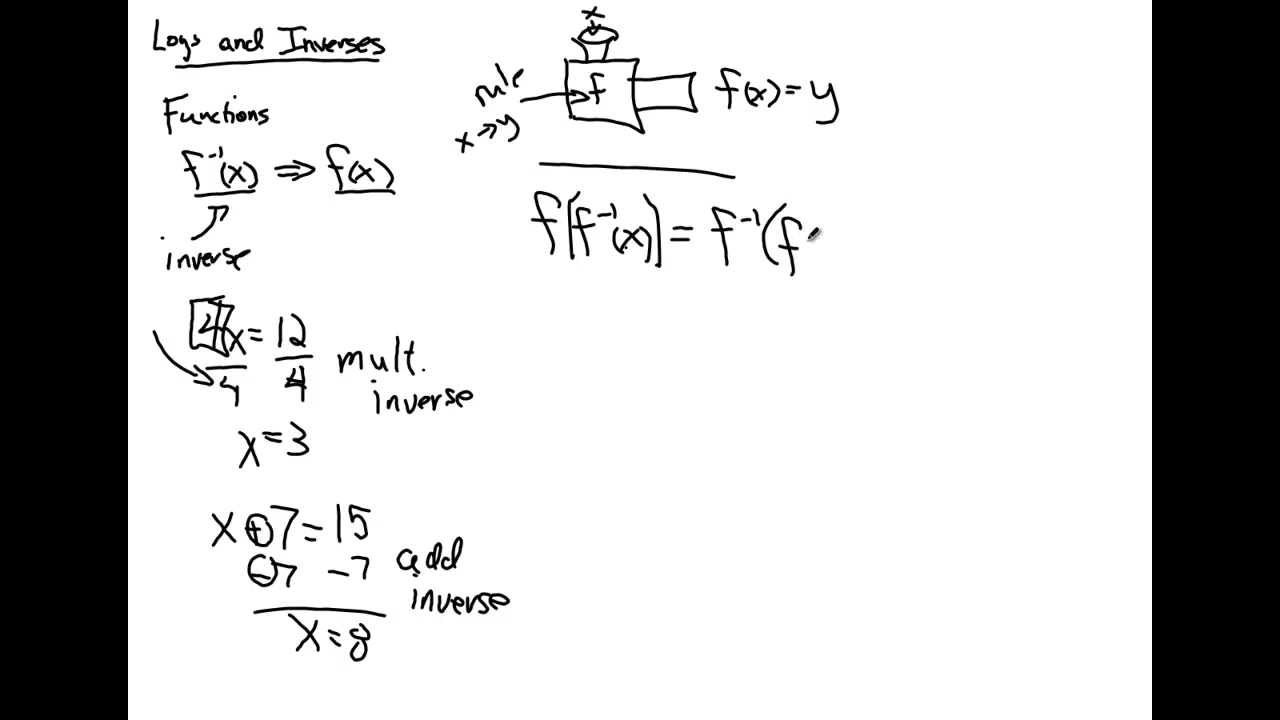 Logs and Inverses
Functions
f⁻¹(x) ⇒ f(x)
inverse
4x = 12
4 4
mult.
inverse
x = 3
x + 7 = 15
-7 -7
add
inverse
x = 8
x
rule
f
f(x) = y
x → y
f[f⁻¹(x)] = f⁻¹(f